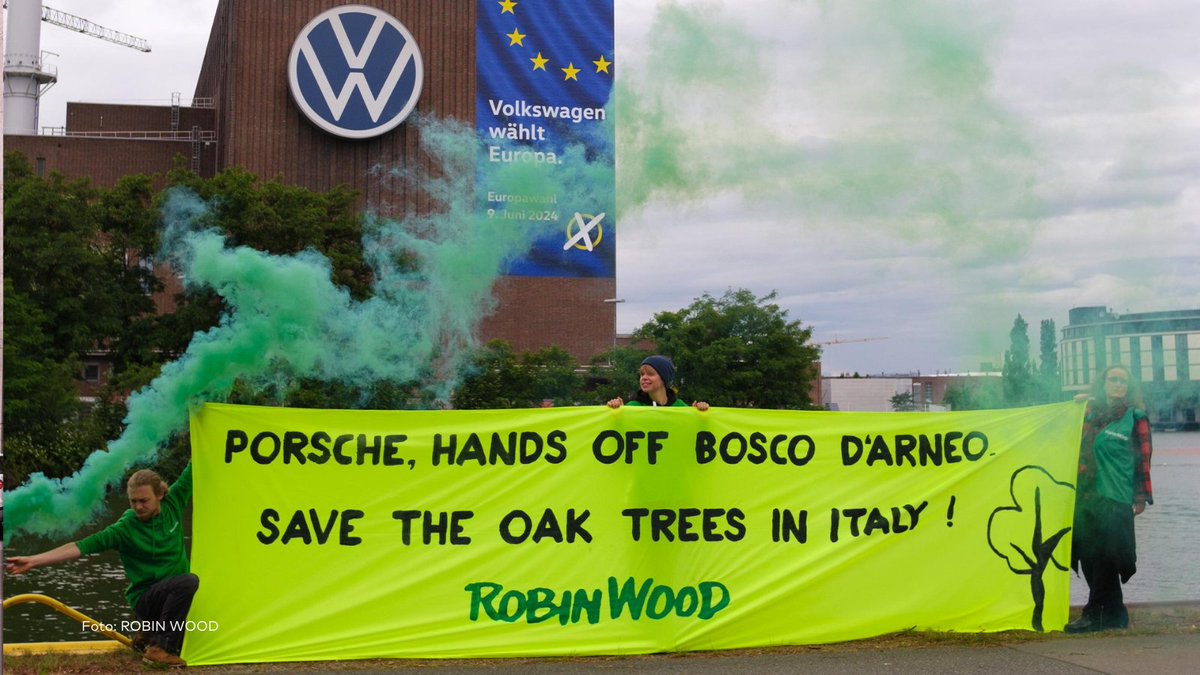 VW
Volkswagen
wählt
Europa.
Europawahl
9. Juni 2024
PORSCHE, HANDS OFF BOSCO D'ARNEO.
SAVE THE OAK TREES IN ITALY!
ROBIN WOOD
Foto: ROBIN WOOD